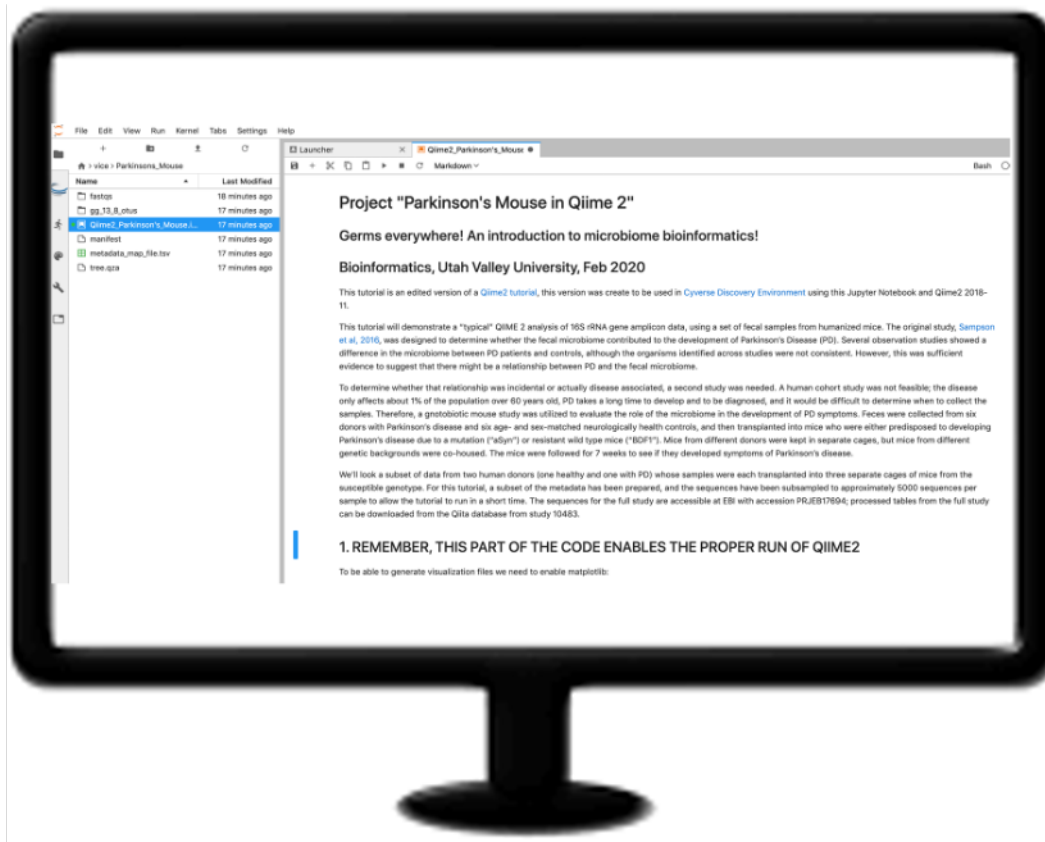 File Edit View Run Kernel Tabs Settings Help
Launcher × Qiime2_Parkinson's_Mouse
> vice > Parkinsons_Mouse
Markdown
Bash
Name Last Modified
fastqs 18 minutes ago
gg_13_8_otus 17 minutes ago
Qiime2_Parkinson's_Mouse.i... 17 minutes ago
manifest 17 minutes ago
metadata_map_file.tsv 17 minutes ago
tree.qza 17 minutes ago
Project "Parkinson's Mouse in Qiime 2"
Germs everywhere! An introduction to microbiome bioinformatics!
Bioinformatics, Utah Valley University, Feb 2020
This tutorial is an edited version of a Qiime2 tutorial, this version was create to be used in Cyverse Discovery Environment using this Jupyter Notebook and Qiime2 2018-
11.
This tutorial will demonstrate a "typical" QIIME 2 analysis of 16S rRNA gene amplicon data, using a set of fecal samples from humanized mice. The original study, Sampson
et al, 2016, was designed to determine whether the fecal microbiome contributed to the development of Parkinson's Disease (PD). Several observation studies showed a
difference in the microbiome between PD patients and controls, although the organisms identified across studies were not consistent. However, this was sufficient
evidence to suggest that there might be a relationship between PD and the fecal microbiome.
To determine whether that relationship was incidental or actually disease associated, a second study was needed. A human cohort study was not feasible; the disease
only affects about 1% of the population over 60 years old, PD takes a long time to develop and to be diagnosed, and it would be difficult to determine when to collect the
samples. Therefore, a gnotobiotic mouse study was utilized to evaluate the role of the microbiome in the development of PD symptoms. Feces were collected from six
donors with Parkinson's disease and six age- and sex-matched neurologically health controls, and then transplanted into mice who were either predisposed to developing
Parkinson's disease due to a mutation ("aSyn") or resistant wild type mice ("BDF1"). Mice from different donors were kept in separate cages, but mice from different
genetic backgrounds were co-housed. The mice were followed for 7 weeks to see if they developed symptoms of Parkinson's disease.
We'll look a subset of data from two human donors (one healthy and one with PD) whose samples were each transplanted into three separate cages of mice from the
susceptible genotype. For this tutorial, a subset of the metadata has been prepared, and the sequences have been subsampled to approximately 5000 sequences per
sample to allow the tutorial to run in a short time. The sequences for the full study are accessible at EBI with accession PRJEB17694; processed tables from the full study
can be downloaded from the Qiita database from study 10483.
1. REMEMBER, THIS PART OF THE CODE ENABLES THE PROPER RUN OF QIIME2
To be able to generate visualization files we need to enable matplotlib: